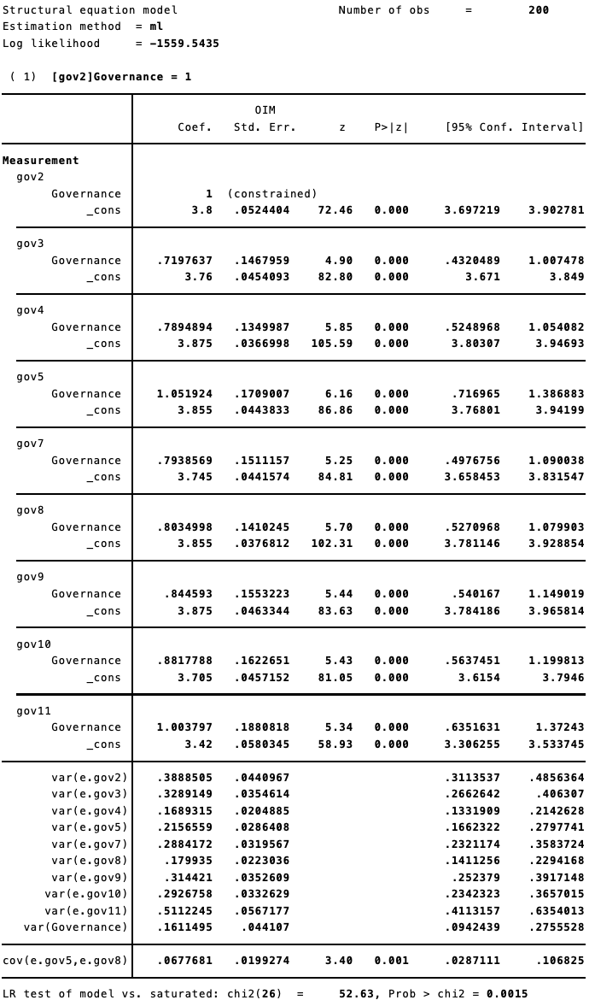 Structural equation model Number of obs = 200
Estimation method = ml
Log likelihood = -1559.5435
( 1) [gov2]Governance = 1
OIM
Coef. Std. Err. z P>|z| [95% Conf. Interval]
Measurement
gov2
Governance 1 (constrained)
_cons 3.8 .0524404 72.46 0.000 3.697219 3.902781
gov3
Governance .7197637 .1467959 4.90 0.000 .4320489 1.007478
_cons 3.76 .0454093 82.80 0.000 3.671 3.849
gov4
Governance .7894894 .1349987 5.85 0.000 .5248968 1.054082
_cons 3.875 .0366998 105.59 0.000 3.80307 3.94693
gov5
Governance 1.051924 .1709007 6.16 0.000 .716965 1.386883
_cons 3.855 .0443833 86.86 0.000 3.76801 3.94199
gov7
Governance .7938569 .1511157 5.25 0.000 .4976756 1.090038
_cons 3.745 .0441574 84.81 0.000 3.658453 3.831547
gov8
Governance .8034998 .1410245 5.70 0.000 .5270968 1.079903
_cons 3.855 .0376812 102.31 0.000 3.781146 3.928854
gov9
Governance .844593 .1553223 5.44 0.000 .540167 1.149019
_cons 3.875 .0463344 83.63 0.000 3.784186 3.965814
gov10
Governance .8817788 .1622651 5.43 0.000 .5637451 1.199813
_cons 3.705 .0457152 81.05 0.000 3.6154 3.7946
gov11
Governance 1.003797 .1880818 5.34 0.000 .6351631 1.37243
_cons 3.42 .0580345 58.93 0.000 3.306255 3.533745
var(e.gov2) .3888505 .0440967 .3113537 .4856364
var(e.gov3) .3289149 .0354614 .2662642 .406307
var(e.gov4) .1689315 .0204885 .1331909 .2142628
var(e.gov5) .2156559 .0286408 .1662322 .2797741
var(e.gov7) .2884172 .0319567 .2321174 .3583724
var(e.gov8) .179935 .0223036 .1411256 .2294168
var(e.gov9) .314421 .0352609 .252379 .3917148
var(e.gov10) .2926758 .0332629 .2342323 .3657015
var(e.gov11) .5112245 .0567177 .4113157 .6354013
var(Governance) .1611495 .044107 .0942439 .2755528
cov(e.gov5,e.gov8) .0677681 .0199274 3.40 0.001 .0287111 .106825
LR test of model vs. saturated: chi2(26) = 52.63, Prob > chi2 = 0.0015